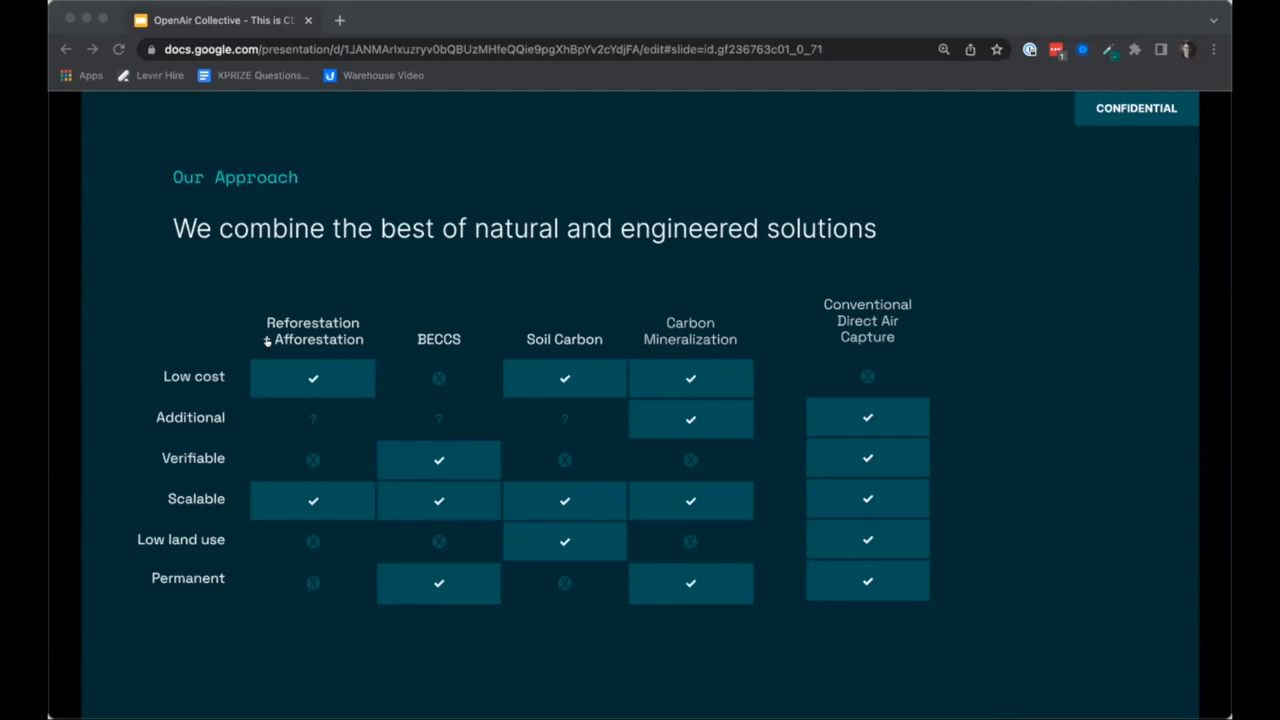 OpenAir Collective - This is CD
docs.google.com/presentation/d/1JANMArIxuzryv0bQBUzMHfeQQie9pgXhBpYv2cYdjFA/edit#slide=id.gf236763c01_0_71
1
Apps
Lever Hire
XPRIZE Questions...
Warehouse Video
CONFIDENTIAL
Our Approach
We combine the best of natural and engineered solutions
Reforestation
+ Afforestation
BECCS
Soil Carbon
Carbon
Mineralization
Conventional
Direct Air
Capture
Low cost
Additional ? ? ?
Verifiable
Scalable
Low land use
Permanent